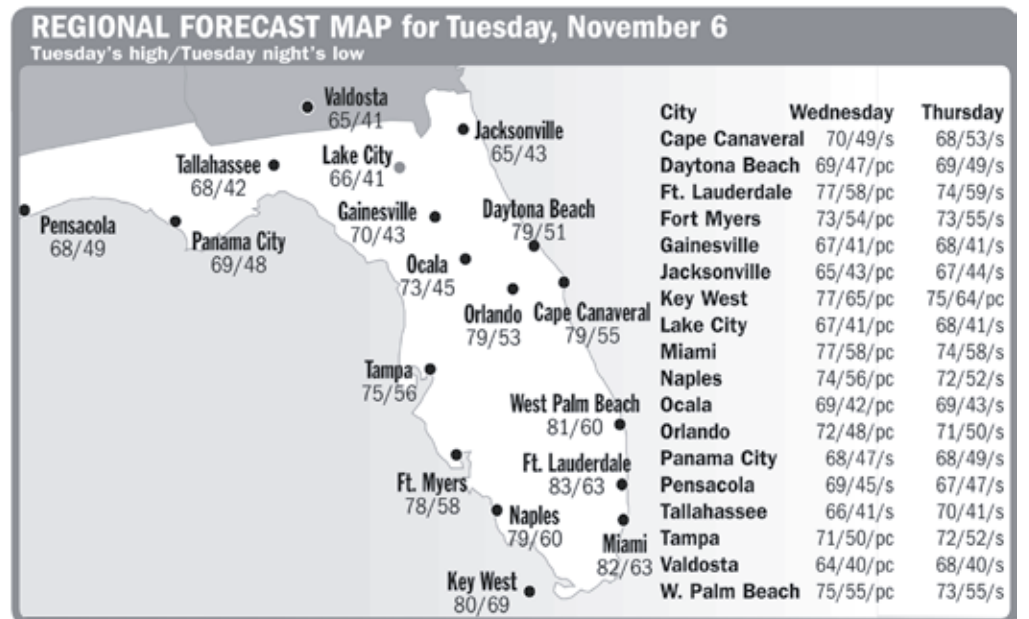 REGIONAL FORECAST MAP for Tuesday, November 6
Tuesday's high/Tuesday night's low
Valdosta
65/41
Jacksonville
65/43
Tallahassee
68/42
Lake City
66/41
Pensacola
68/49
Panama City
69/48
Gainesville
70/43
Daytona Beach
79/51
Ocala
73/45
Orlando
79/53
Cape Canaveral
79/55
Tampa
75/56
West Palm Beach
81/60
Ft. Lauderdale
83/63
Ft. Myers
78/58
Naples
79/60
Miami
82/63
Key West
80/69
City Wednesday Thursday
Cape Canaveral 70/49/s 68/53/s
Daytona Beach 69/47/pc 69/49/s
Ft. Lauderdale 77/58/pc 74/59/s
Fort Myers 73/54/pc 73/55/s
Gainesville 67/41/pc 68/41/s
Jacksonville 65/43/pc 67/44/s
Key West 77/65/pc 75/64/pc
Lake City 67/41/pc 68/41/s
Miami 77/58/pc 74/58/s
Naples 74/56/pc 72/52/s
Ocala 69/42/pc 69/43/s
Orlando 72/48/pc 71/50/s
Panama City 68/47/s 68/49/s
Pensacola 69/45/s 67/47/s
Tallahassee 66/41/s 70/41/s
Tampa 71/50/pc 72/52/s
Valdosta 64/40/pc 68/40/s
W. Palm Beach 75/55/pc 73/55/s